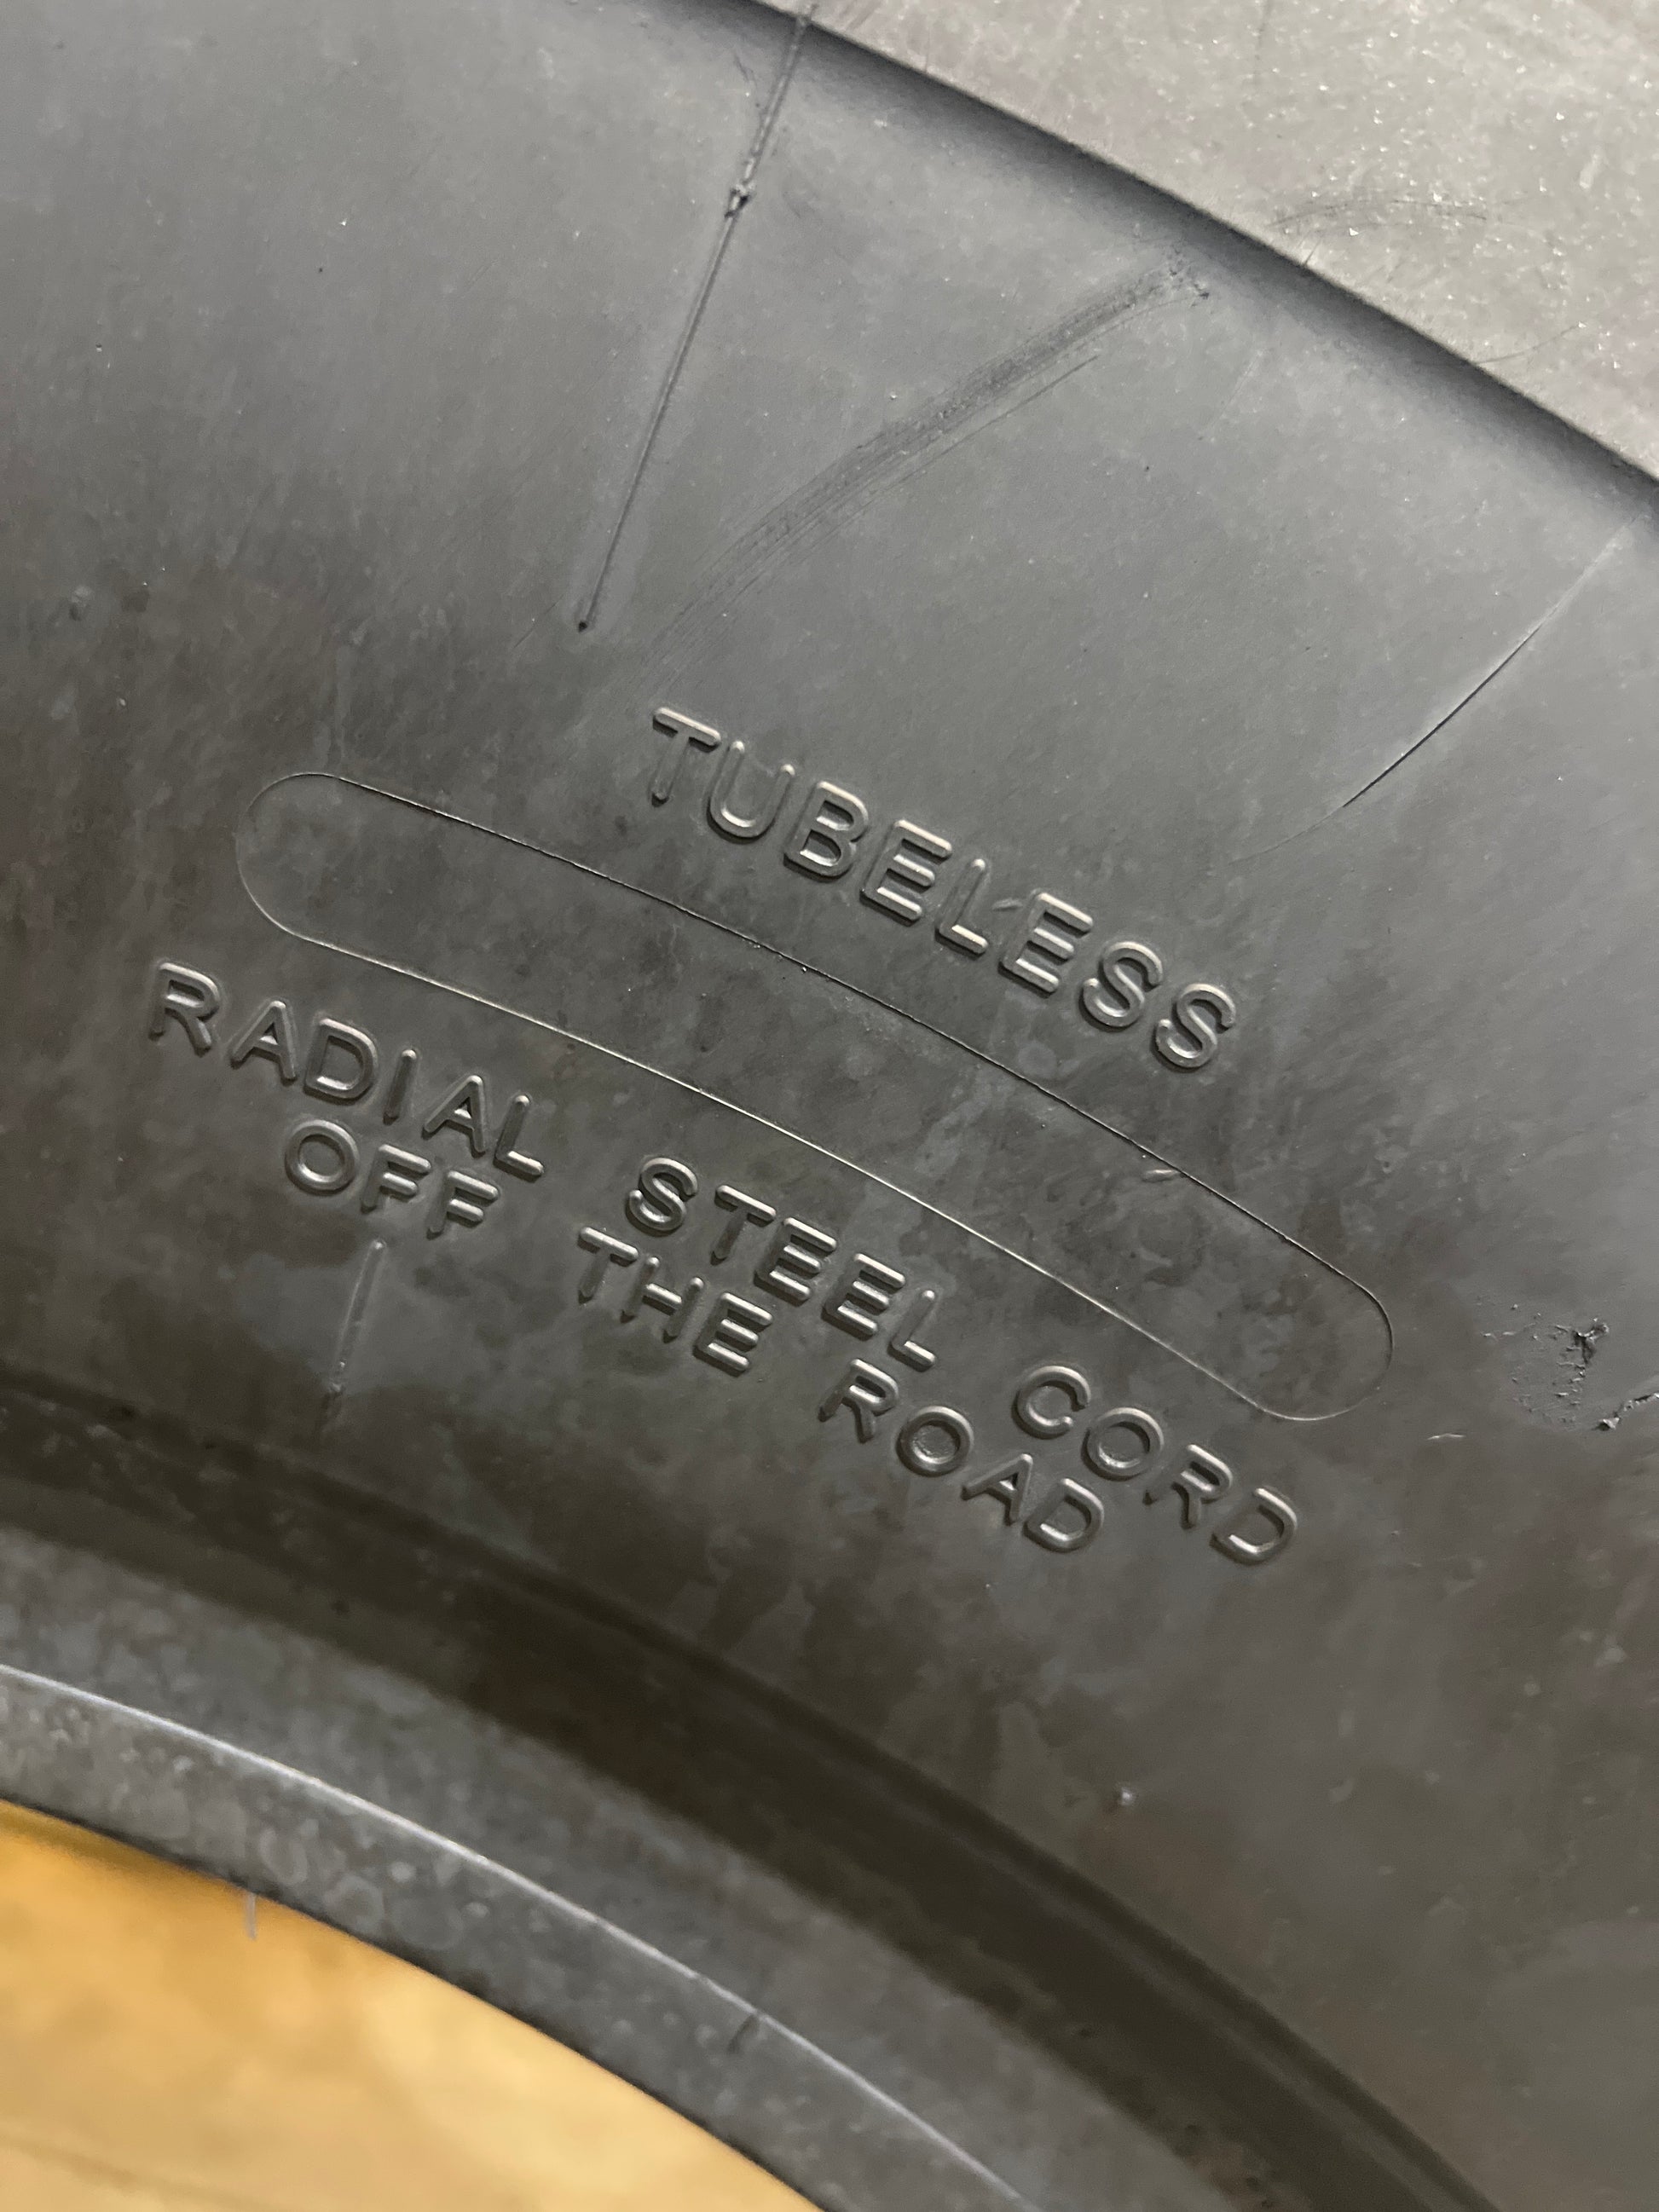 TUBELESS
RADIAL STEEL CORD
OFF THE ROAD